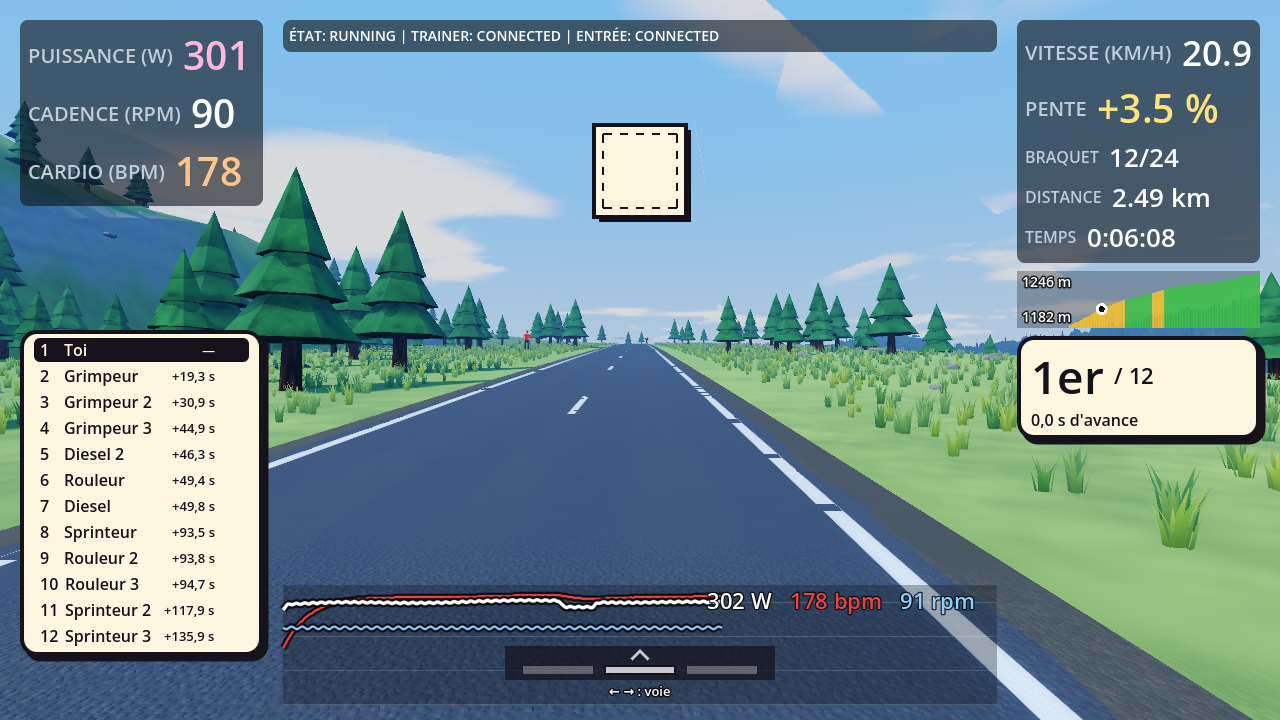 PUISSANCE (W) 301
CADENCE (RPM) 90
CARDIO (BPM) 178
ÉTAT: RUNNING | TRAINER: CONNECTED | ENTRÉE: CONNECTED
VITESSE (KM/H) 20.9
PENTE +3.5 %
BRAQUET 12/24
DISTANCE 2.49 km
TEMPS 0:06:08
1246 m
1182 m
1er / 12
0,0 s d'avance
1 Toi —
2 Grimpeur +19,3 s
3 Grimpeur 2 +30,9 s
4 Grimpeur 3 +44,9 s
5 Diesel 2 +46,3 s
6 Rouleur +49,4 s
7 Diesel +49,8 s
8 Sprinteur +93,5 s
9 Rouleur 2 +93,8 s
10 Rouleur 3 +94,7 s
11 Sprinteur 2 +117,9 s
12 Sprinteur 3 +135,9 s
302 W 178 bpm 91 rpm
← → : voie